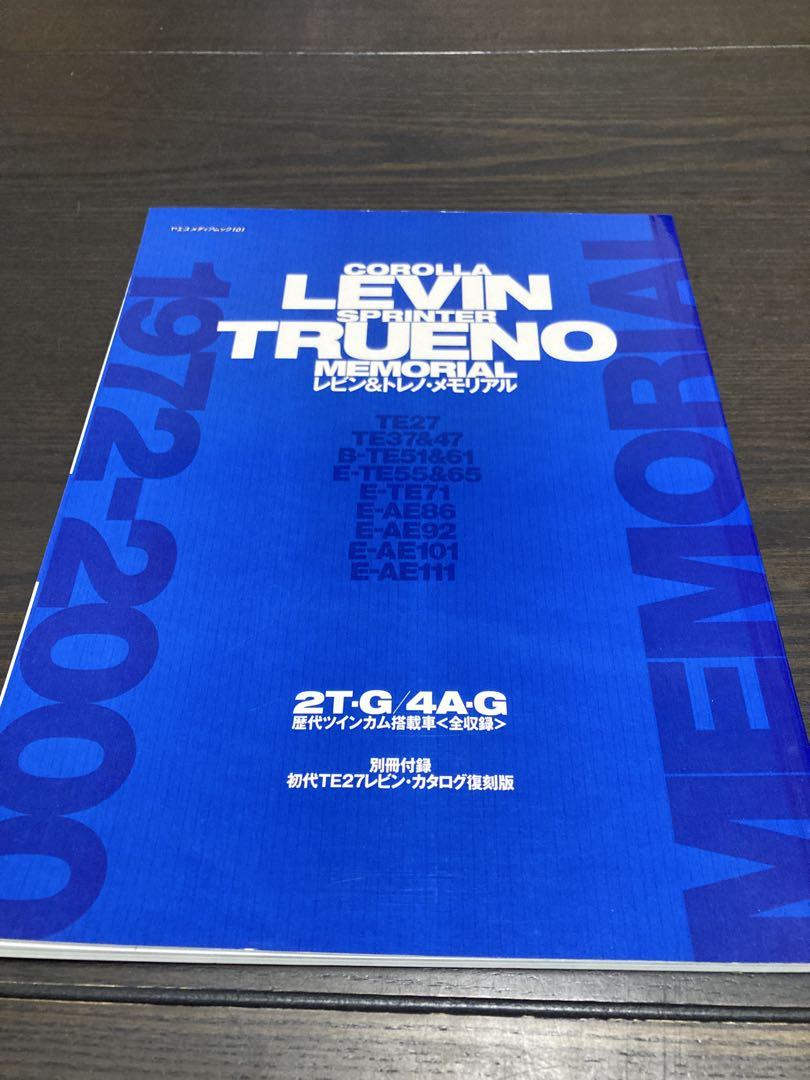 ヤエスメディアムック101
COROLLA
LEVIN
SPRINTER
TRUENO
MEMORIAL
レビン&トレノ・メモリアル
TE27
TE37&47
B-TE51&61
E-TE55&65
E-TE71
E-AE86
E-AE92
E-AE101
E-AE111
2T-G/4A-G
歴代ツインカム搭載車<全収録>
別冊付録
初代TE27レビン・カタログ復刻版
1972-2000
MEMORIAL